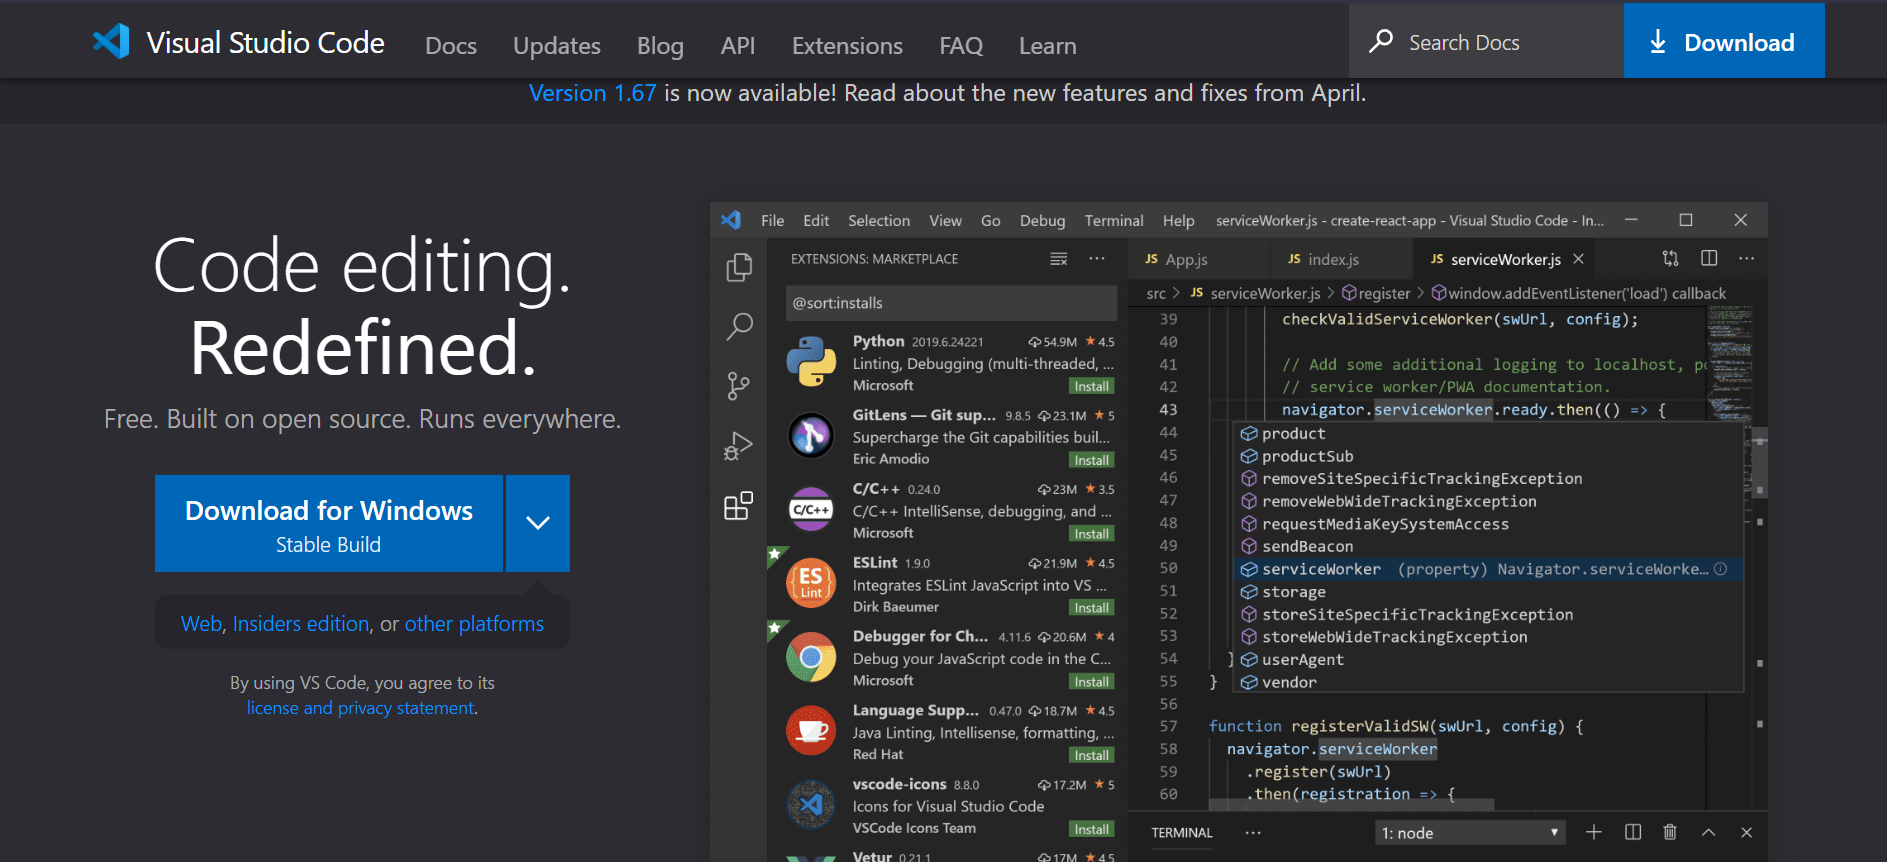 Visual Studio Code Docs Updates Blog API Extensions FAQ Learn Search Docs Download
Version 1.67 is now available! Read about the new features and fixes from April.
Code editing.
Redefined.
Free. Built on open source. Runs everywhere.
Download for Windows
Stable Build
Web, Insiders edition, or other platforms
By using VS Code, you agree to its
license and privacy statement.
File Edit Selection View Go Debug Terminal Help serviceWorker.js - create-react-app - Visual Studio Code - In...
EXTENSIONS: MARKETPLACE
@sort:installs
Python 2019.6.24221 54.9M 4.5
Linting, Debugging (multi-threaded, ...
Microsoft Install
GitLens — Git sup... 9.8.5 23.1M 5
Supercharge the Git capabilities buil...
Eric Amodio Install
C/C++
C/C++ 0.24.0 23M 3.5
C/C++ IntelliSense, debugging, and ...
Microsoft Install
ES
Lint
ESLint 1.9.0 21.9M 4.5
Integrates ESLint JavaScript into VS ...
Dirk Baeumer Install
Debugger for Ch... 4.11.6 20.6M 4
Debug your JavaScript code in the C...
Microsoft Install
Language Supp... 0.47.0 18.7M 4.5
Java Linting, Intellisense, formatting, ...
Red Hat Install
vscode-icons 8.8.0 17.2M 5
Icons for Visual Studio Code
VSCode Icons Team Install
Vetur 0.21.1 17M 4.5
JS App.js JS index.js JS serviceWorker.js
src > JS serviceWorker.js > register > window.addEventListener('load') callback
39 checkValidServiceWorker(swUrl, config);
40
41 // Add some additional logging to localhost, po
42 // service worker/PWA documentation.
43 navigator.serviceWorker.ready.then(() => {
44 product
45 productSub
46 removeSiteSpecificTrackingException
47 removeWebWideTrackingException
48 requestMediaKeySystemAccess
49 sendBeacon
50 serviceWorker (property) Navigator.serviceWorke...
51 storage
52 storeSiteSpecificTrackingException
53 storeWebWideTrackingException
54 } userAgent
55 } vendor
56
57 function registerValidSW(swUrl, config) {
58 navigator.serviceWorker
59 .register(swUrl)
60 .then(registration => {
TERMINAL ... 1: node